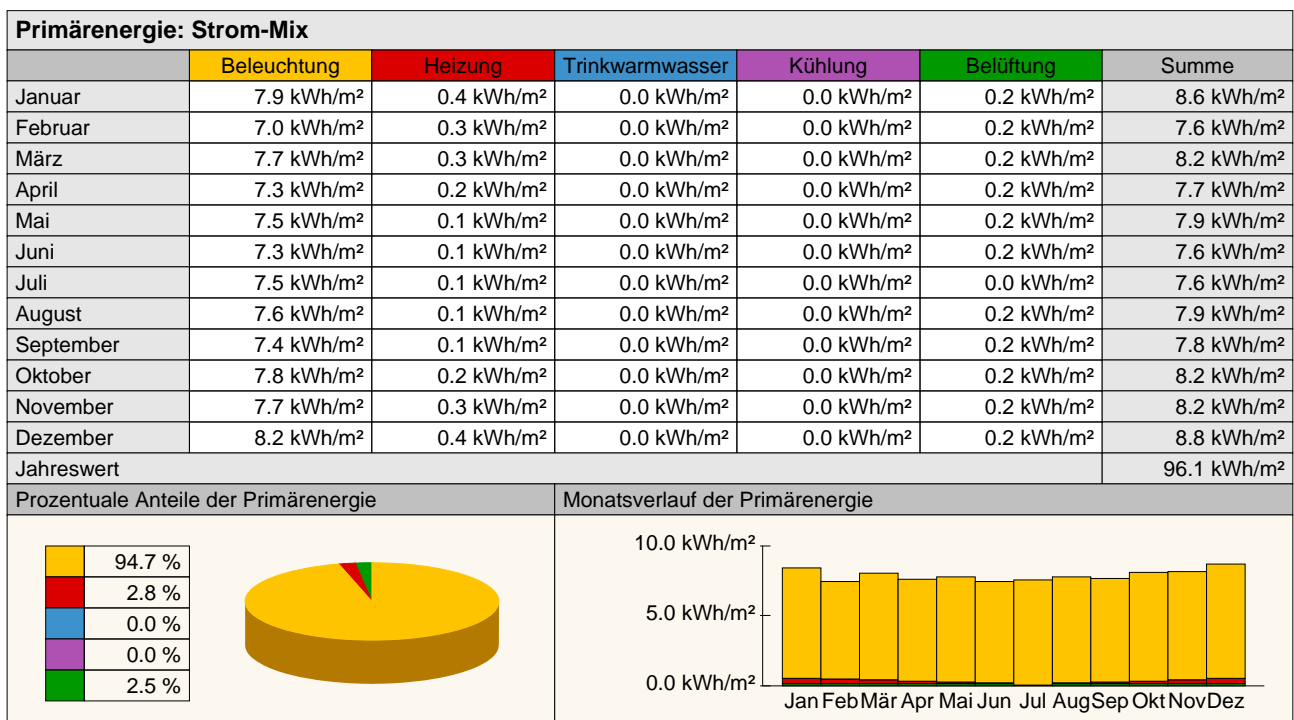 Primärenergie: Strom-Mix
Beleuchtung Heizung Trinkwarmwasser Kühlung Belüftung Summe
Januar 7.9 kWh/m² 0.4 kWh/m² 0.0 kWh/m² 0.0 kWh/m² 0.2 kWh/m² 8.6 kWh/m²
Februar 7.0 kWh/m² 0.3 kWh/m² 0.0 kWh/m² 0.0 kWh/m² 0.2 kWh/m² 7.6 kWh/m²
März 7.7 kWh/m² 0.3 kWh/m² 0.0 kWh/m² 0.0 kWh/m² 0.2 kWh/m² 8.2 kWh/m²
April 7.3 kWh/m² 0.2 kWh/m² 0.0 kWh/m² 0.0 kWh/m² 0.2 kWh/m² 7.7 kWh/m²
Mai 7.5 kWh/m² 0.1 kWh/m² 0.0 kWh/m² 0.0 kWh/m² 0.2 kWh/m² 7.9 kWh/m²
Juni 7.3 kWh/m² 0.1 kWh/m² 0.0 kWh/m² 0.0 kWh/m² 0.2 kWh/m² 7.6 kWh/m²
Juli 7.5 kWh/m² 0.1 kWh/m² 0.0 kWh/m² 0.0 kWh/m² 0.0 kWh/m² 7.6 kWh/m²
August 7.6 kWh/m² 0.1 kWh/m² 0.0 kWh/m² 0.0 kWh/m² 0.2 kWh/m² 7.9 kWh/m²
September 7.4 kWh/m² 0.1 kWh/m² 0.0 kWh/m² 0.0 kWh/m² 0.2 kWh/m² 7.8 kWh/m²
Oktober 7.8 kWh/m² 0.2 kWh/m² 0.0 kWh/m² 0.0 kWh/m² 0.2 kWh/m² 8.2 kWh/m²
November 7.7 kWh/m² 0.3 kWh/m² 0.0 kWh/m² 0.0 kWh/m² 0.2 kWh/m² 8.2 kWh/m²
Dezember 8.2 kWh/m² 0.4 kWh/m² 0.0 kWh/m² 0.0 kWh/m² 0.2 kWh/m² 8.8 kWh/m²
Jahreswert 96.1 kWh/m²
Prozentuale Anteile der Primärenergie
94.7 %
2.8 %
0.0 %
0.0 %
2.5 %
Monatsverlauf der Primärenergie
10.0 kWh/m²
5.0 kWh/m²
0.0 kWh/m²
Jan Feb Mär Apr Mai Jun Jul Aug Sep Okt Nov Dez